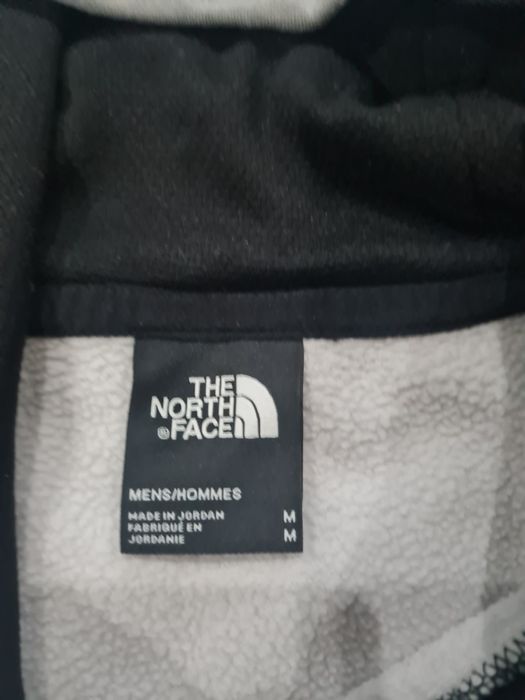 THE
NORTH
FACE
MENS/HOMMES
MADE IN JORDAN M
FABRIQUÉ EN
JORDANIE M